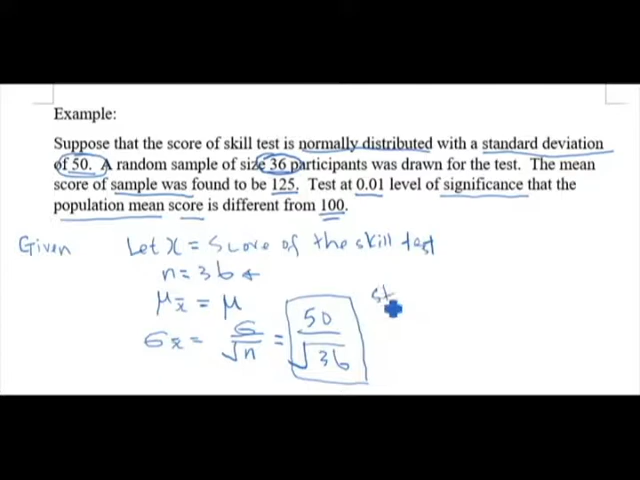 Example:
Suppose that the score of skill test is normally distributed with a standard deviation
of 50. A random sample of size 36 participants was drawn for the test. The mean
score of sample was found to be 125. Test at 0.01 level of significance that the
population mean score is different from 100.
Given Let X = Score of the skill test
n = 36
μx̄ = μ
σx̄ = σ/√n = 50/√36
st